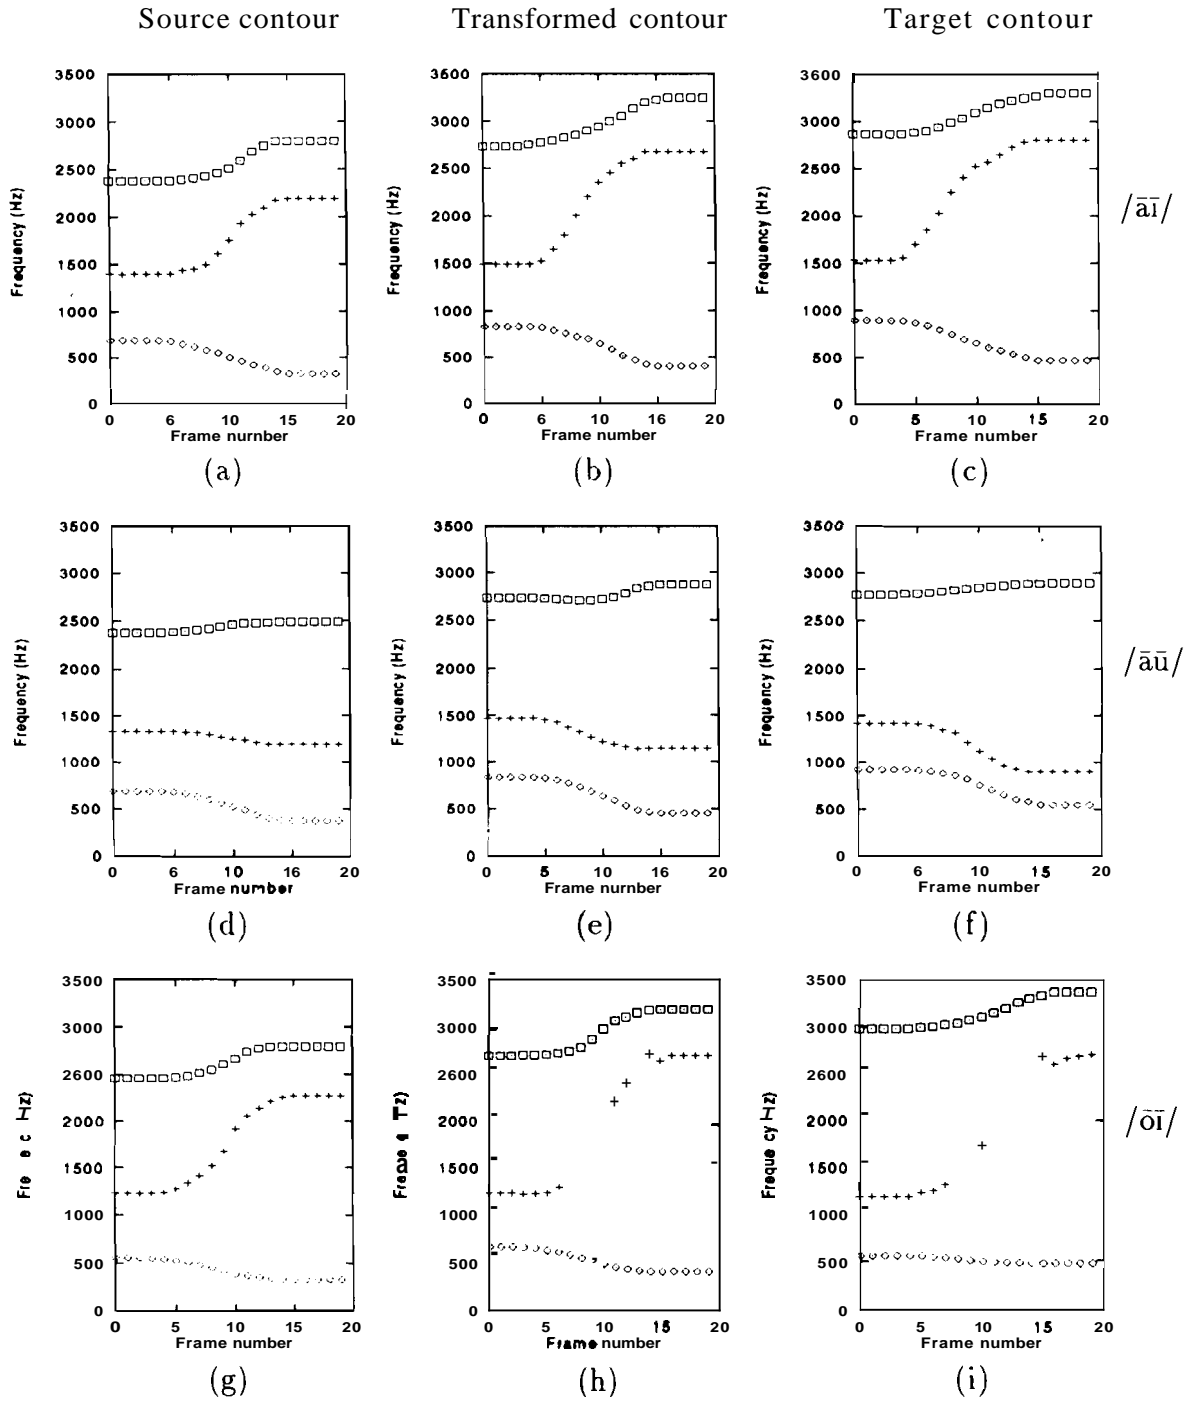 Source contour Transformed contour Target contour
3500 3000 2500 2000 1500 1000 500 0
Frequency (Hz)
0 6 10 15 20
Frame nurnber
(a)
3500 3000 2500 2000 1500 1000 500 0
Frequency (Hz)
0 6 10 16 20
Frame number
(b)
3600 3000 2500 2000 1500 1000 500 0
Frequency (Hz)
0 5 10 15 20
Frame number
(c)
/āī/
3500 3000 2500 2000 1500 1000 500 0
Frequency (Hz)
0 6 10 16 20
Frame number
(d)
3500 3000 2500 2000 1500 1000 500 0
Frequency (Hz)
0 5 10 16 20
Frame number
(e)
3500 3000 2500 2000 1500 1000 500 0
Frequency (Hz)
0 5 10 15 20
Frame number
(f)
/āū/
3500 3000 2600 2000 1500 1000 500 0
Fre e c Hz)
0 5 10 15 20
Frame number
(g)
3500 3000 2600 2000 1500 1000 500 0
0 5 10 15 20
Frame number
(h)
3500 3000 2600 2000 1500 1000 500 0
Freque cy Hz)
0 5 10 15 20
Frame number
(i)
/ōī/